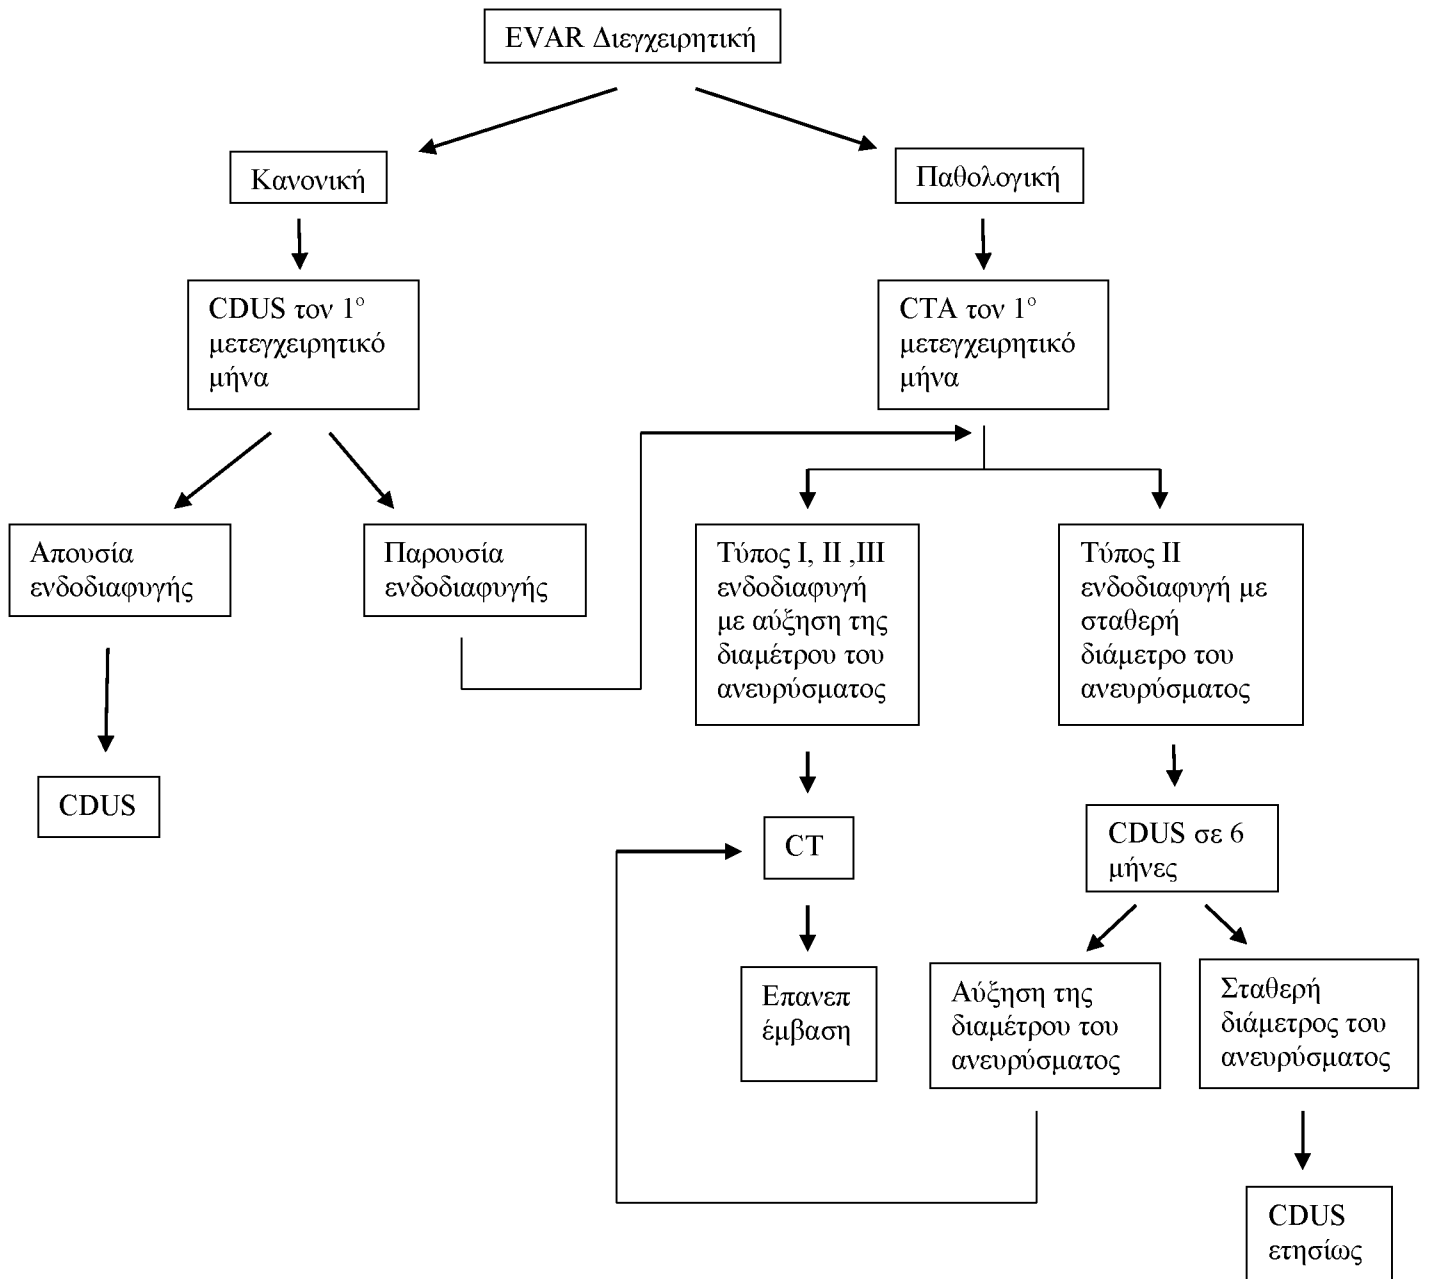 EVAR Διεγχειρητική
Κανονική
Παθολογική
CDUS τον 1ο
μετεγχειρητικό
μήνα
CTA τον 1ο
μετεγχειρητικό
μήνα
Απουσία
ενδοδιαφυγής
Παρουσία
ενδοδιαφυγής
Τύπος I, II ,III
ενδοδιαφυγή
με αύξηση της
διαμέτρου του
ανευρύσματος
Τύπος II
ενδοδιαφυγή με
σταθερή
διάμετρο του
ανευρύσματος
CDUS
CT
CDUS σε 6
μήνες
Επανεπ
έμβαση
Αύξηση της
διαμέτρου του
ανευρύσματος
Σταθερή
διάμετρος του
ανευρύσματος
CDUS
ετησίως